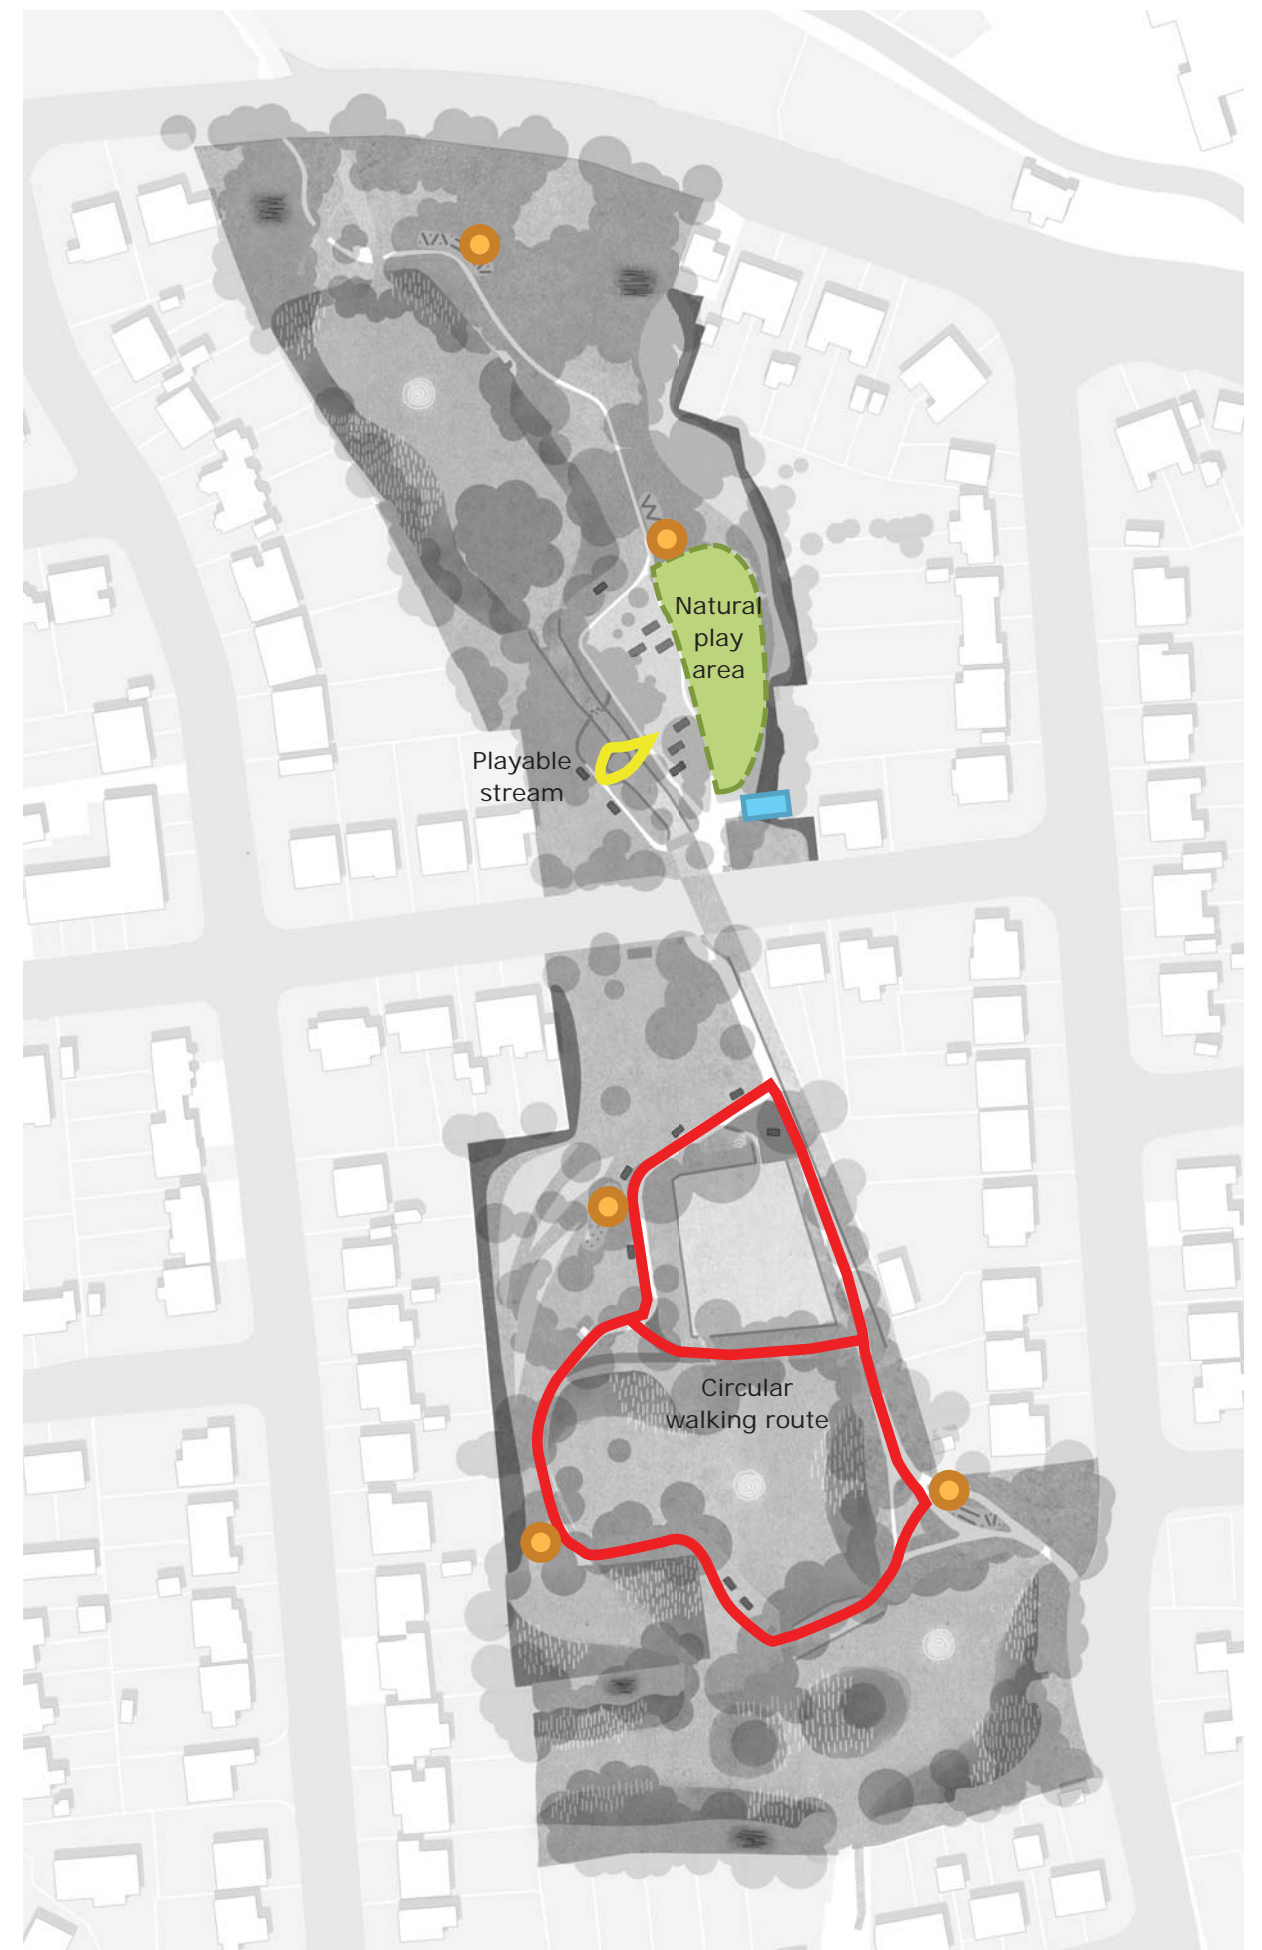 Natural
play
area
Playable
stream
Circular
walking route